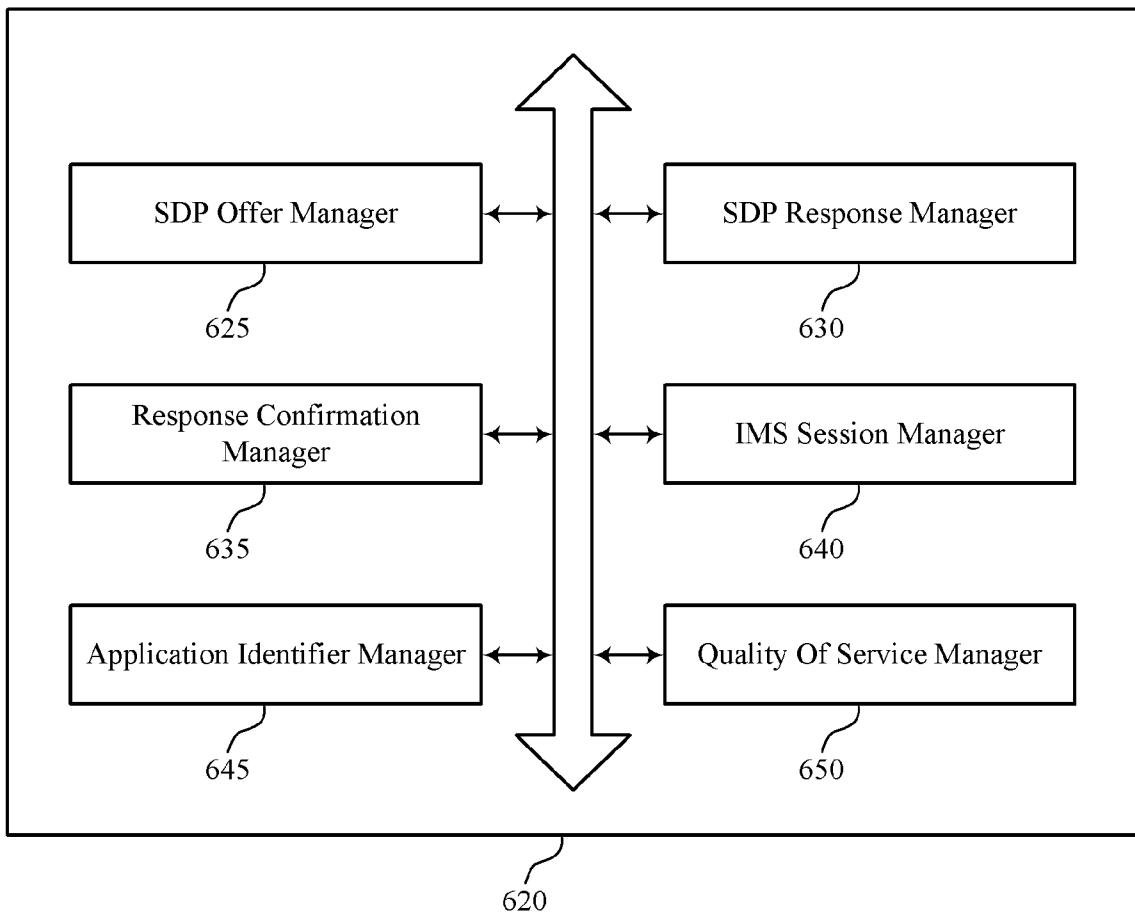 SDP Offer Manager
SDP Response Manager
625
630
Response Confirmation
Manager
IMS Session Manager
635
640
Application Identifier Manager
Quality Of Service Manager
645
650
620